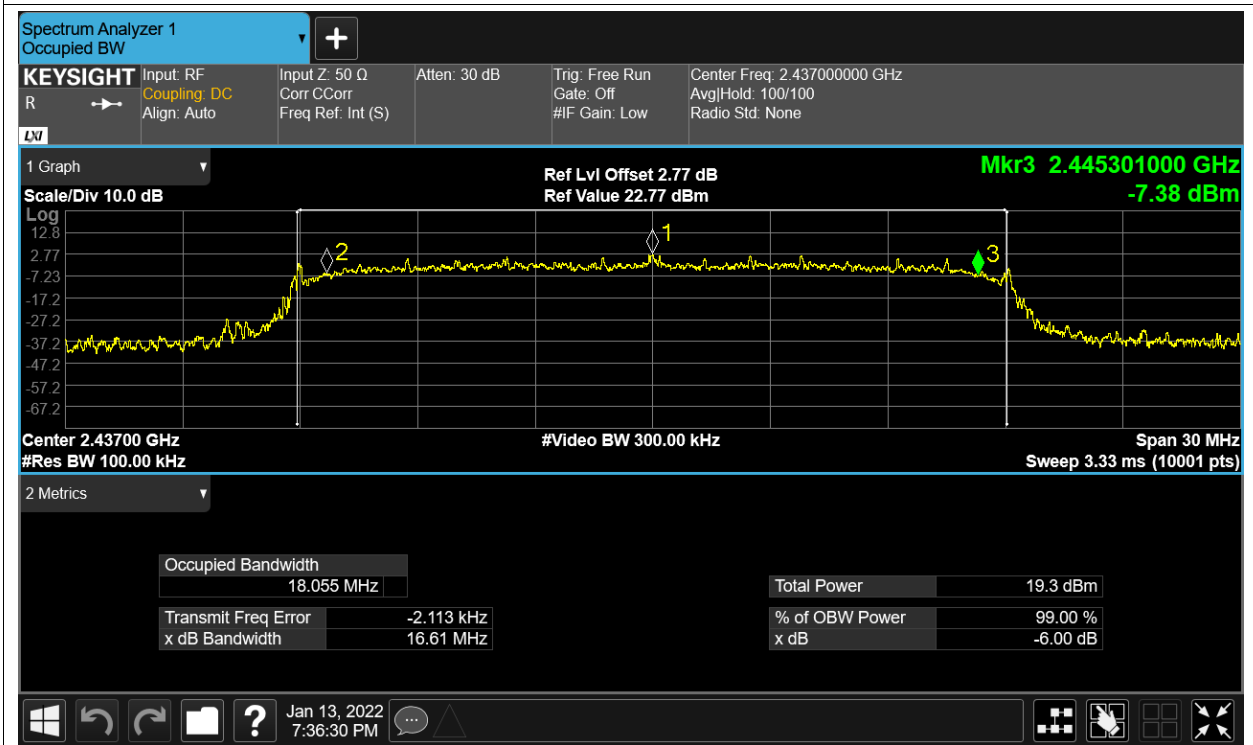 Spectrum Analyzer 1
Occupied BW
KEYSIGHT
R
LXI
Input: RF
Coupling: DC
Align: Auto
Input Z: 50 Ω
Corr CCorr
Freq Ref: Int (S)
Atten: 30 dB
Trig: Free Run
Gate: Off
#IF Gain: Low
Center Freq: 2.437000000 GHz
Avg|Hold: 100/100
Radio Std: None
1 Graph
Scale/Div 10.0 dB
Ref Lvl Offset 2.77 dB
Ref Value 22.77 dBm
Mkr3 2.445301000 GHz
-7.38 dBm
Log
12.8
2.77
-7.23
-17.2
-27.2
-37.2
-47.2
-57.2
-67.2
2
1
3
Center 2.43700 GHz
#Res BW 100.00 kHz
#Video BW 300.00 kHz
Span 30 MHz
Sweep 3.33 ms (10001 pts)
2 Metrics
Occupied Bandwidth
18.055 MHz
Transmit Freq Error -2.113 kHz
x dB Bandwidth 16.61 MHz
Total Power 19.3 dBm
% of OBW Power 99.00 %
x dB -6.00 dB
?
Jan 13, 2022
7:36:30 PM